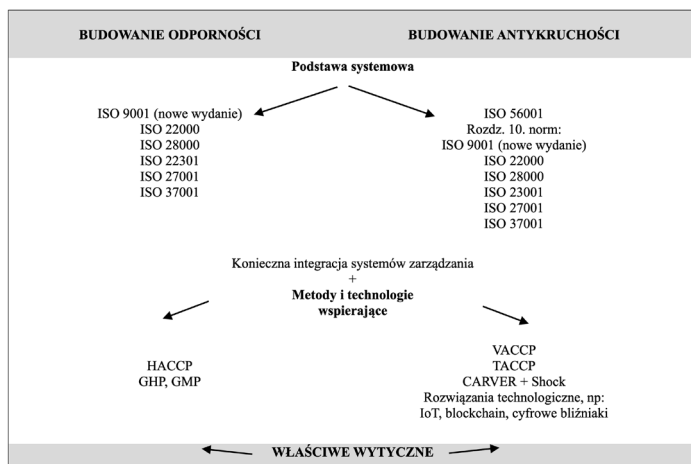 BUDOWANIE ODPORNOŚCI
BUDOWANIE ANTYKRUCHOŚCI
Podstawa systemowa
ISO 9001 (nowe wydanie)
ISO 22000
ISO 28000
ISO 22301
ISO 27001
ISO 37001
ISO 56001
Rozdz. 10. norm:
ISO 9001 (nowe wydanie)
ISO 22000
ISO 28000
ISO 23001
ISO 27001
ISO 37001
Konieczna integracja systemów zarządzania
+
Metody i technologie
wspierające
HACCP
GHP, GMP
VACCP
TACCP
CARVER + Shock
Rozwiązania technologiczne, np:
IoT, blockchain, cyfrowe bliźniaki
WŁAŚCIWE WYTYCZNE